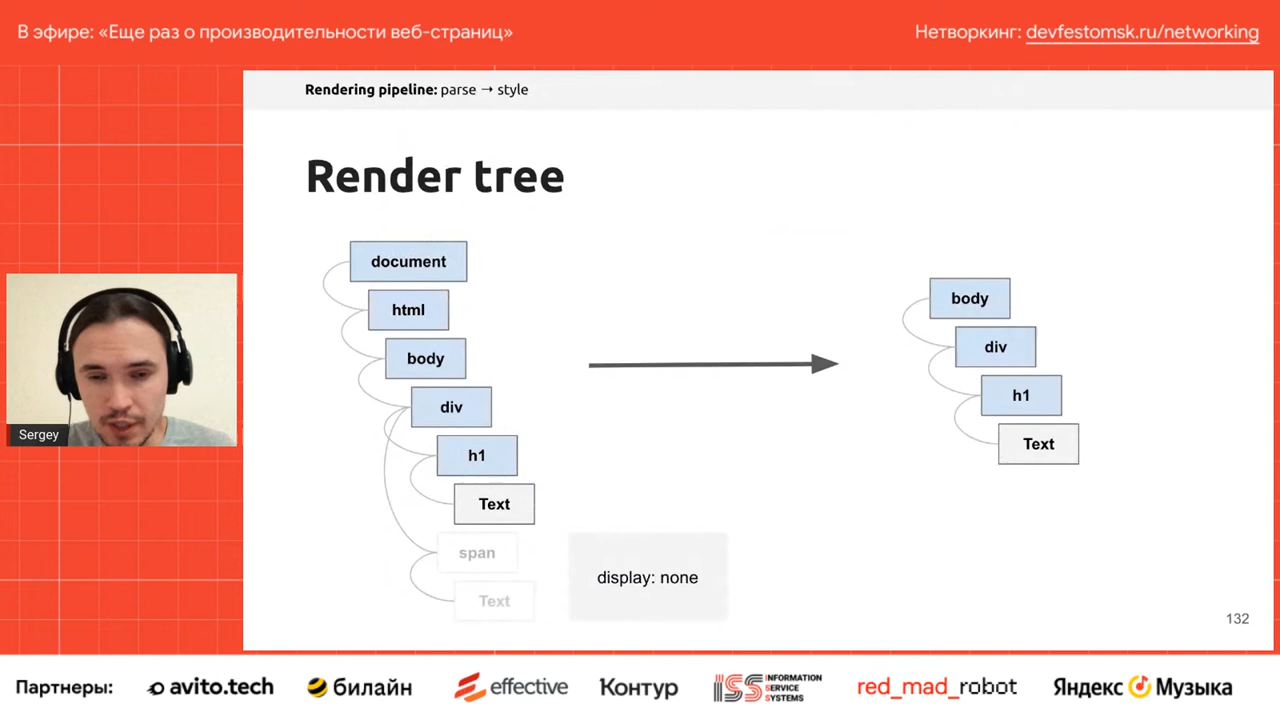 В эфире: «Еще раз о производительности веб-страниц»
Нетворкинг: devfestomsk.ru/networking
Rendering pipeline: parse → style
Render tree
document
html
body
div
h1
Text
span
Text
display: none
body
div
h1
Text
132
Sergey
Партнеры:
avito.tech
билайн
effective
Контур
ISS INFORMATION
SERVICE
SYSTEMS
red_mad_robot
Яндекс Музыка